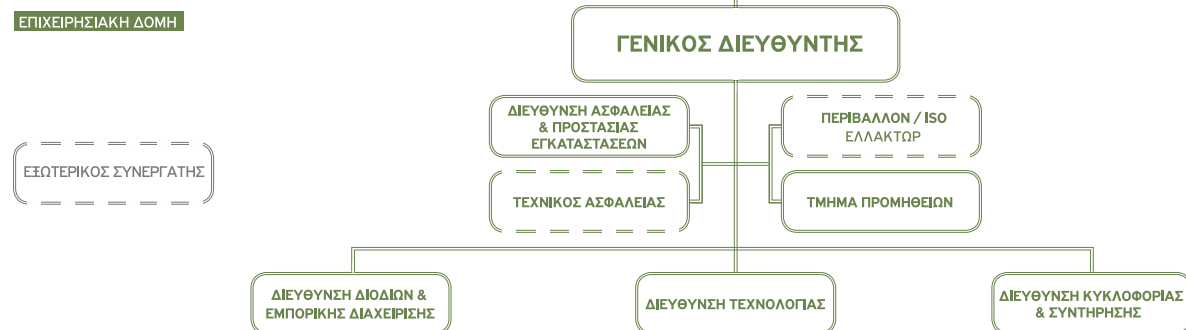 ΕΠΙΧΕΙΡΗΣΙΑΚΗ ΔΟΜΗ
ΓΕΝΙΚΟΣ ΔΙΕΥΘΥΝΤΗΣ
ΔΙΕΥΘΥΝΣΗ ΑΣΦΑΛΕΙΑΣ
& ΠΡΟΣΤΑΣΙΑΣ
ΕΓΚΑΤΑΣΤΑΣΕΩΝ
ΠΕΡΙΒΑΛΛΟΝ / ISO
ΕΛΛΑΚΤΩΡ
ΕΞΩΤΕΡΙΚΟΣ ΣΥΝΕΡΓΑΤΗΣ
ΤΕΧΝΙΚΟΣ ΑΣΦΑΛΕΙΑΣ
ΤΜΗΜΑ ΠΡΟΜΗΘΕΙΩΝ
ΔΙΕΥΘΥΝΣΗ ΔΙΟΔΙΩΝ &
ΕΜΠΟΡΙΚΗΣ ΔΙΑΧΕΙΡΙΣΗΣ
ΔΙΕΥΘΥΝΣΗ ΤΕΧΝΟΛΟΓΙΑΣ
ΔΙΕΥΘΥΝΣΗ ΚΥΚΛΟΦΟΡΙΑΣ
& ΣΥΝΤΗΡΗΣΗΣ